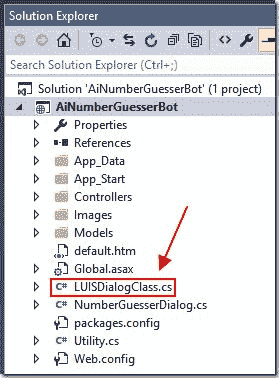 Solution Explorer
Search Solution Explorer (Ctrl+;)
Solution 'AiNumberGuesserBot' (1 project)
AiNumberGuesserBot
Properties
References
App_Data
App_Start
Controllers
Images
Models
default.htm
Global.asax
C# LUISDialogClass.cs
C# NumberGuesserDialog.cs
packages.config
C# Utility.cs
Web.config